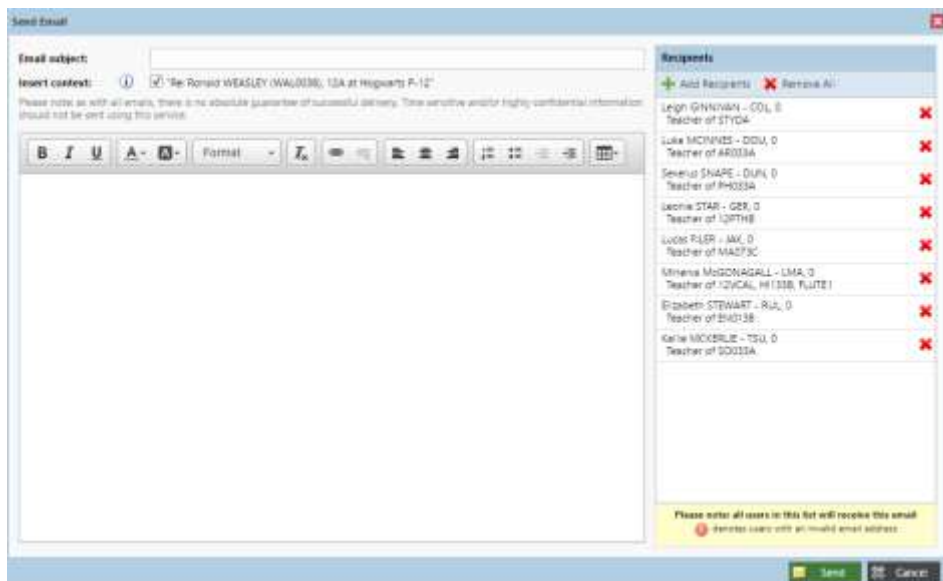 Send Email
Email subject:
Insert context: "Re: Ronald WEASLEY (WAL0038), 12A at Hogwarts P-12"
Please note as with all emails, there is no absolute guarantee of successful delivery. Time sensitive and/or highly confidential information
should not be sent using this service.
B I U A A Format
Recipients
Add Recipients Remove All
Leigh GINNIVAN - COL, 0
Teacher of STYDA
Luke MCINNES - DOU, 0
Teacher of AR033A
Severus SNAPE - DUN, 0
Teacher of PH033A
Leonie STAR - GER, 0
Teacher of 12PTHB
Lucas FILER - JAK, 0
Teacher of MA073C
Minerva McGONAGALL - LMA, 0
Teacher of 12VCAL, HI133B, FLUTE1
Elizabeth STEWART - RUL, 0
Teacher of EN013B
Kellie MCKERLIE - TSU, 0
Teacher of SO033A
Please note: all users in this list will receive this email
denotes users with an invalid email address
Send Cancel